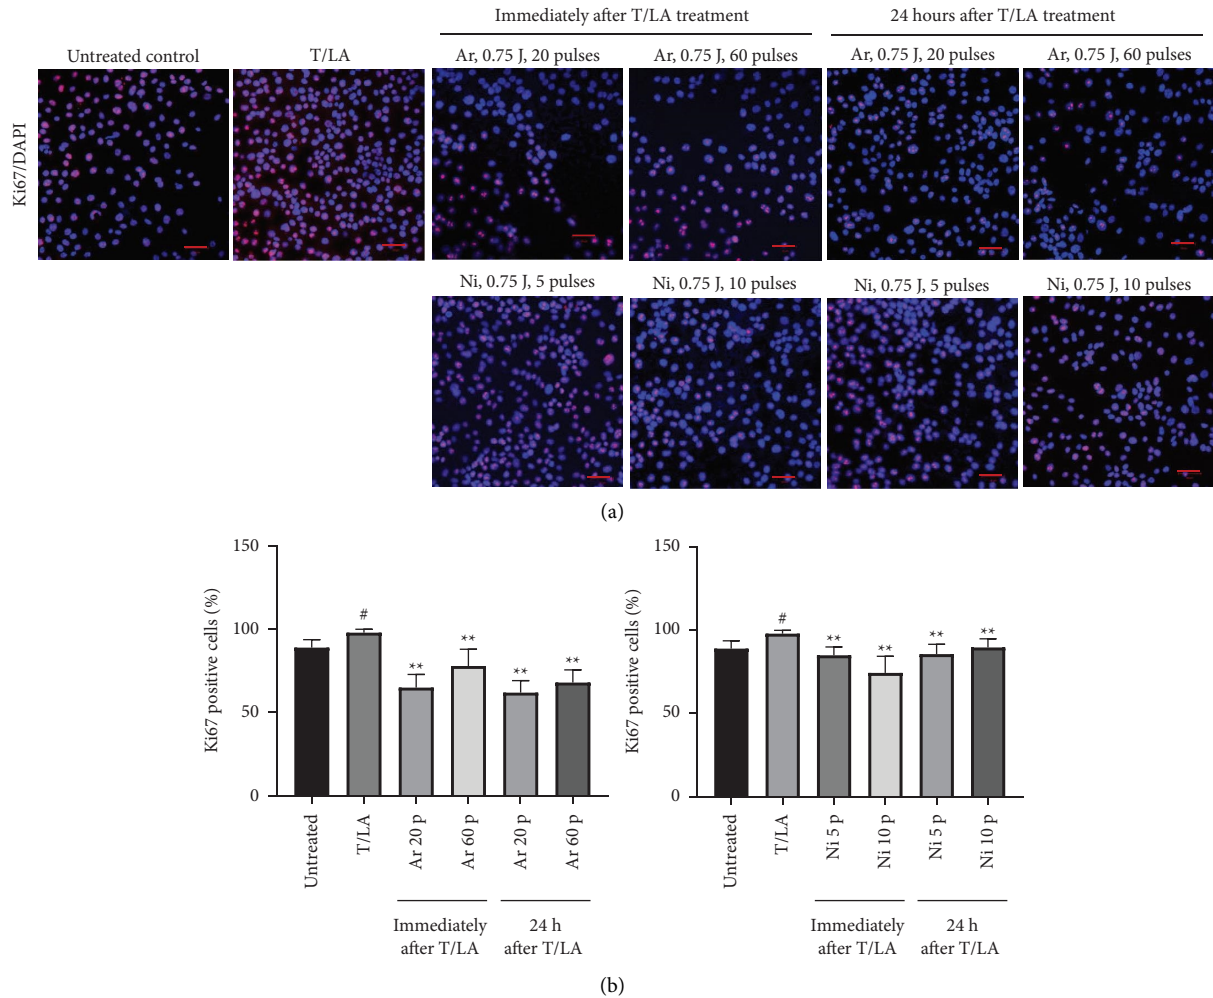 Immediately after T/LA treatment
24 hours after T/LA treatment
Untreated control
T/LA
Ar, 0.75 J, 20 pulses
Ar, 0.75 J, 60 pulses
Ar, 0.75 J, 20 pulses
Ar, 0.75 J, 60 pulses
Ki67/DAPI
Ni, 0.75 J, 5 pulses
Ni, 0.75 J, 10 pulses
Ni, 0.75 J, 5 pulses
Ni, 0.75 J, 10 pulses
(a)
Ki67 positive cells (%)
150
100
50
0
#
**
**
**
**
Untreated
T/LA
Ar 20 p
Ar 60 p
Ar 20 p
Ar 60 p
Immediately
after T/LA
24 h
after T/LA
Ki67 positive cells (%)
150
100
50
0
#
**
**
**
**
Untreated
T/LA
Ni 5 p
Ni 10 p
Ni 5 p
Ni 10 p
Immediately
after T/LA
24 h
after T/LA
(b)